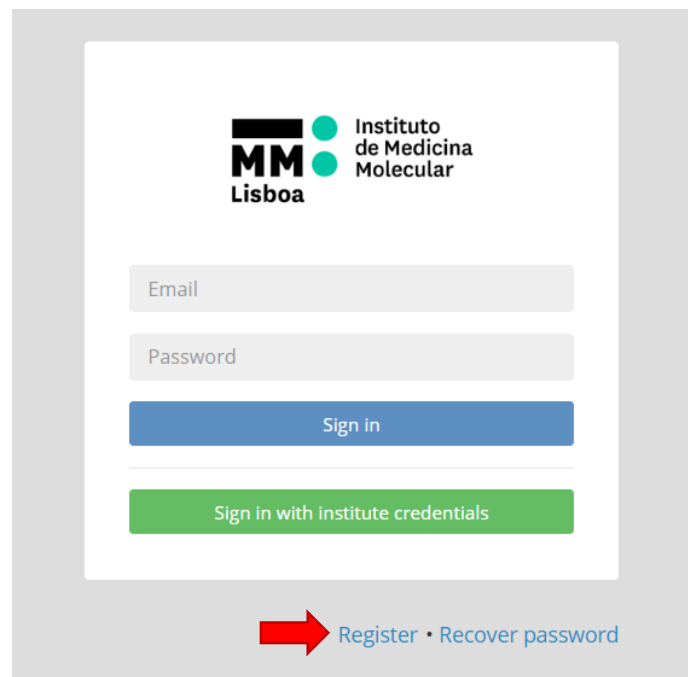 Instituto
de Medicina
Molecular
MM
Lisboa
Email
Password
Sign in
Sign in with institute credentials
Register • Recover password